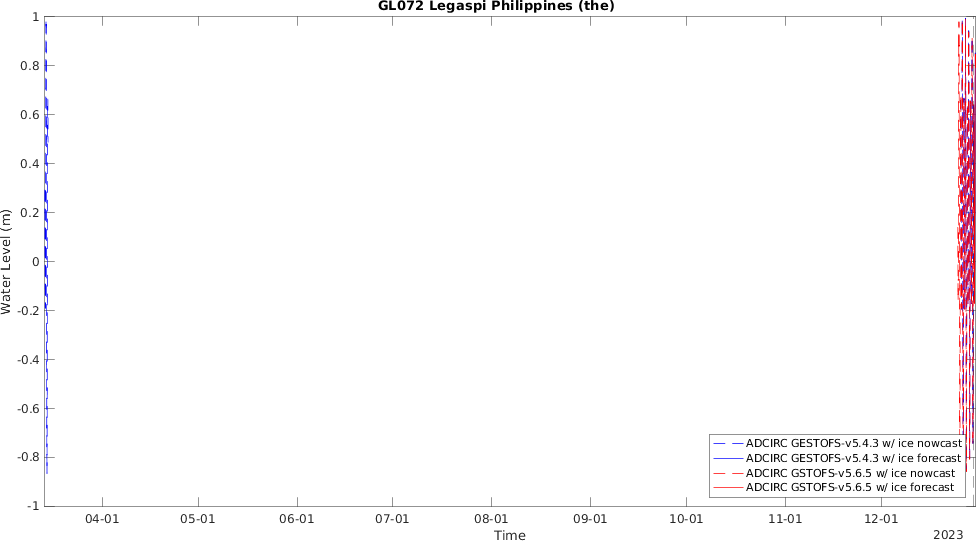 GL072 Legaspi Philippines (the)
1
0.8
0.6
0.4
0.2
0
-0.2
-0.4
-0.6
-0.8
-1
Water Level (m)
04-01 05-01 06-01 07-01 08-01 09-01 10-01 11-01 12-01
Time
2023
ADCIRC GESTOFS-v5.4.3 w/ ice nowcast
ADCIRC GESTOFS-v5.4.3 w/ ice forecast
ADCIRC GSTOFS-v5.6.5 w/ ice nowcast
ADCIRC GSTOFS-v5.6.5 w/ ice forecast